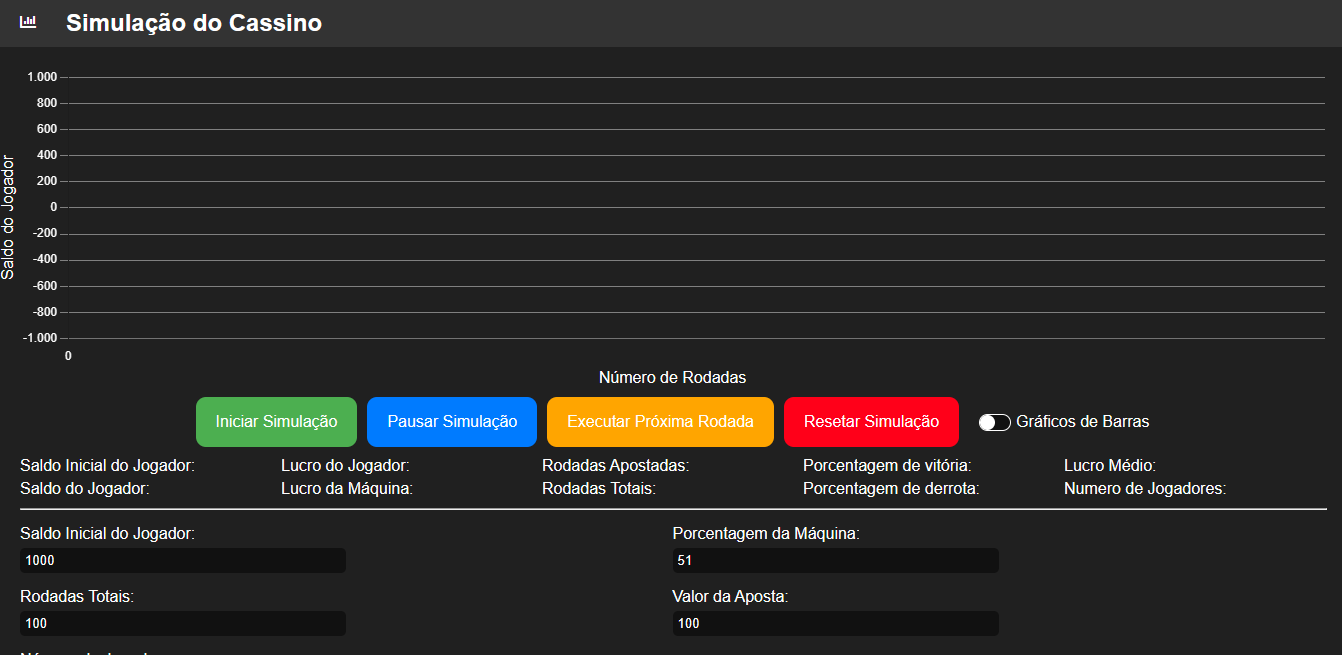 Simulação do Cassino
1.000
800
600
400
200
0
-200
-400
-600
-800
-1.000
Saldo do Jogador
0
Número de Rodadas
Iniciar Simulação Pausar Simulação Executar Próxima Rodada Resetar Simulação Gráficos de Barras
Saldo Inicial do Jogador: Lucro do Jogador: Rodadas Apostadas: Porcentagem de vitória: Lucro Médio:
Saldo do Jogador: Lucro da Máquina: Rodadas Totais: Porcentagem de derrota: Numero de Jogadores:
Saldo Inicial do Jogador: Porcentagem da Máquina:
1000 51
Rodadas Totais: Valor da Aposta:
100 100